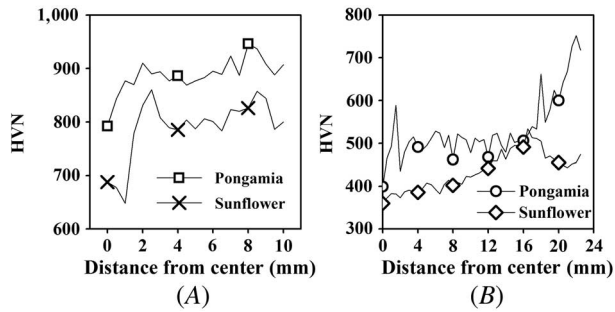 HVN
1,000
900
800
700
600
Pongamia
Sunflower
0 2 4 6 8 10
Distance from center (mm)
(A)
HVN
800
700
600
500
400
300
Pongamia
Sunflower
0 4 8 12 16 20 24
Distance from center (mm)
(B)